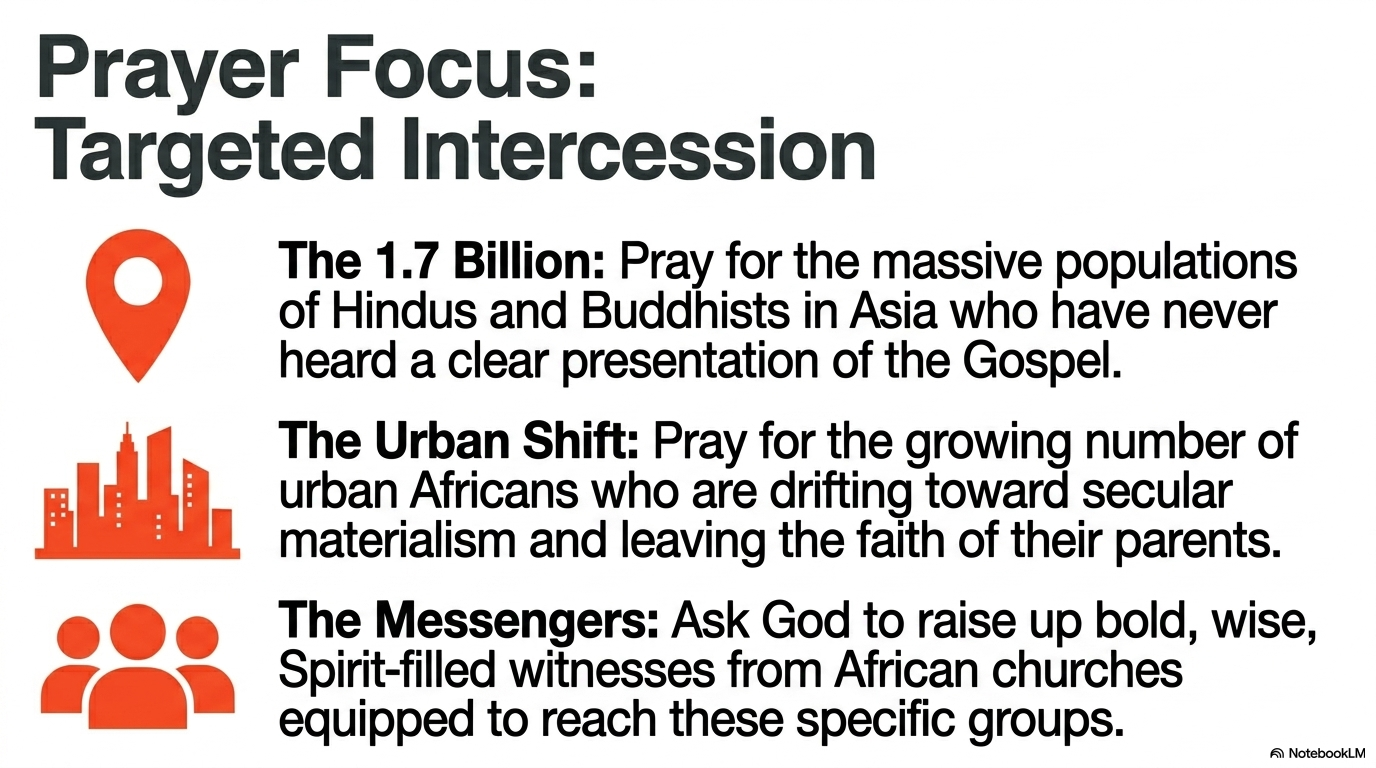 Prayer Focus:
Targeted Intercession
The 1.7 Billion: Pray for the massive populations
of Hindus and Buddhists in Asia who have never
heard a clear presentation of the Gospel.
The Urban Shift: Pray for the growing number of
urban Africans who are drifting toward secular
materialism and leaving the faith of their parents.
The Messengers: Ask God to raise up bold, wise,
Spirit-filled witnesses from African churches
equipped to reach these specific groups.
NotebookLM